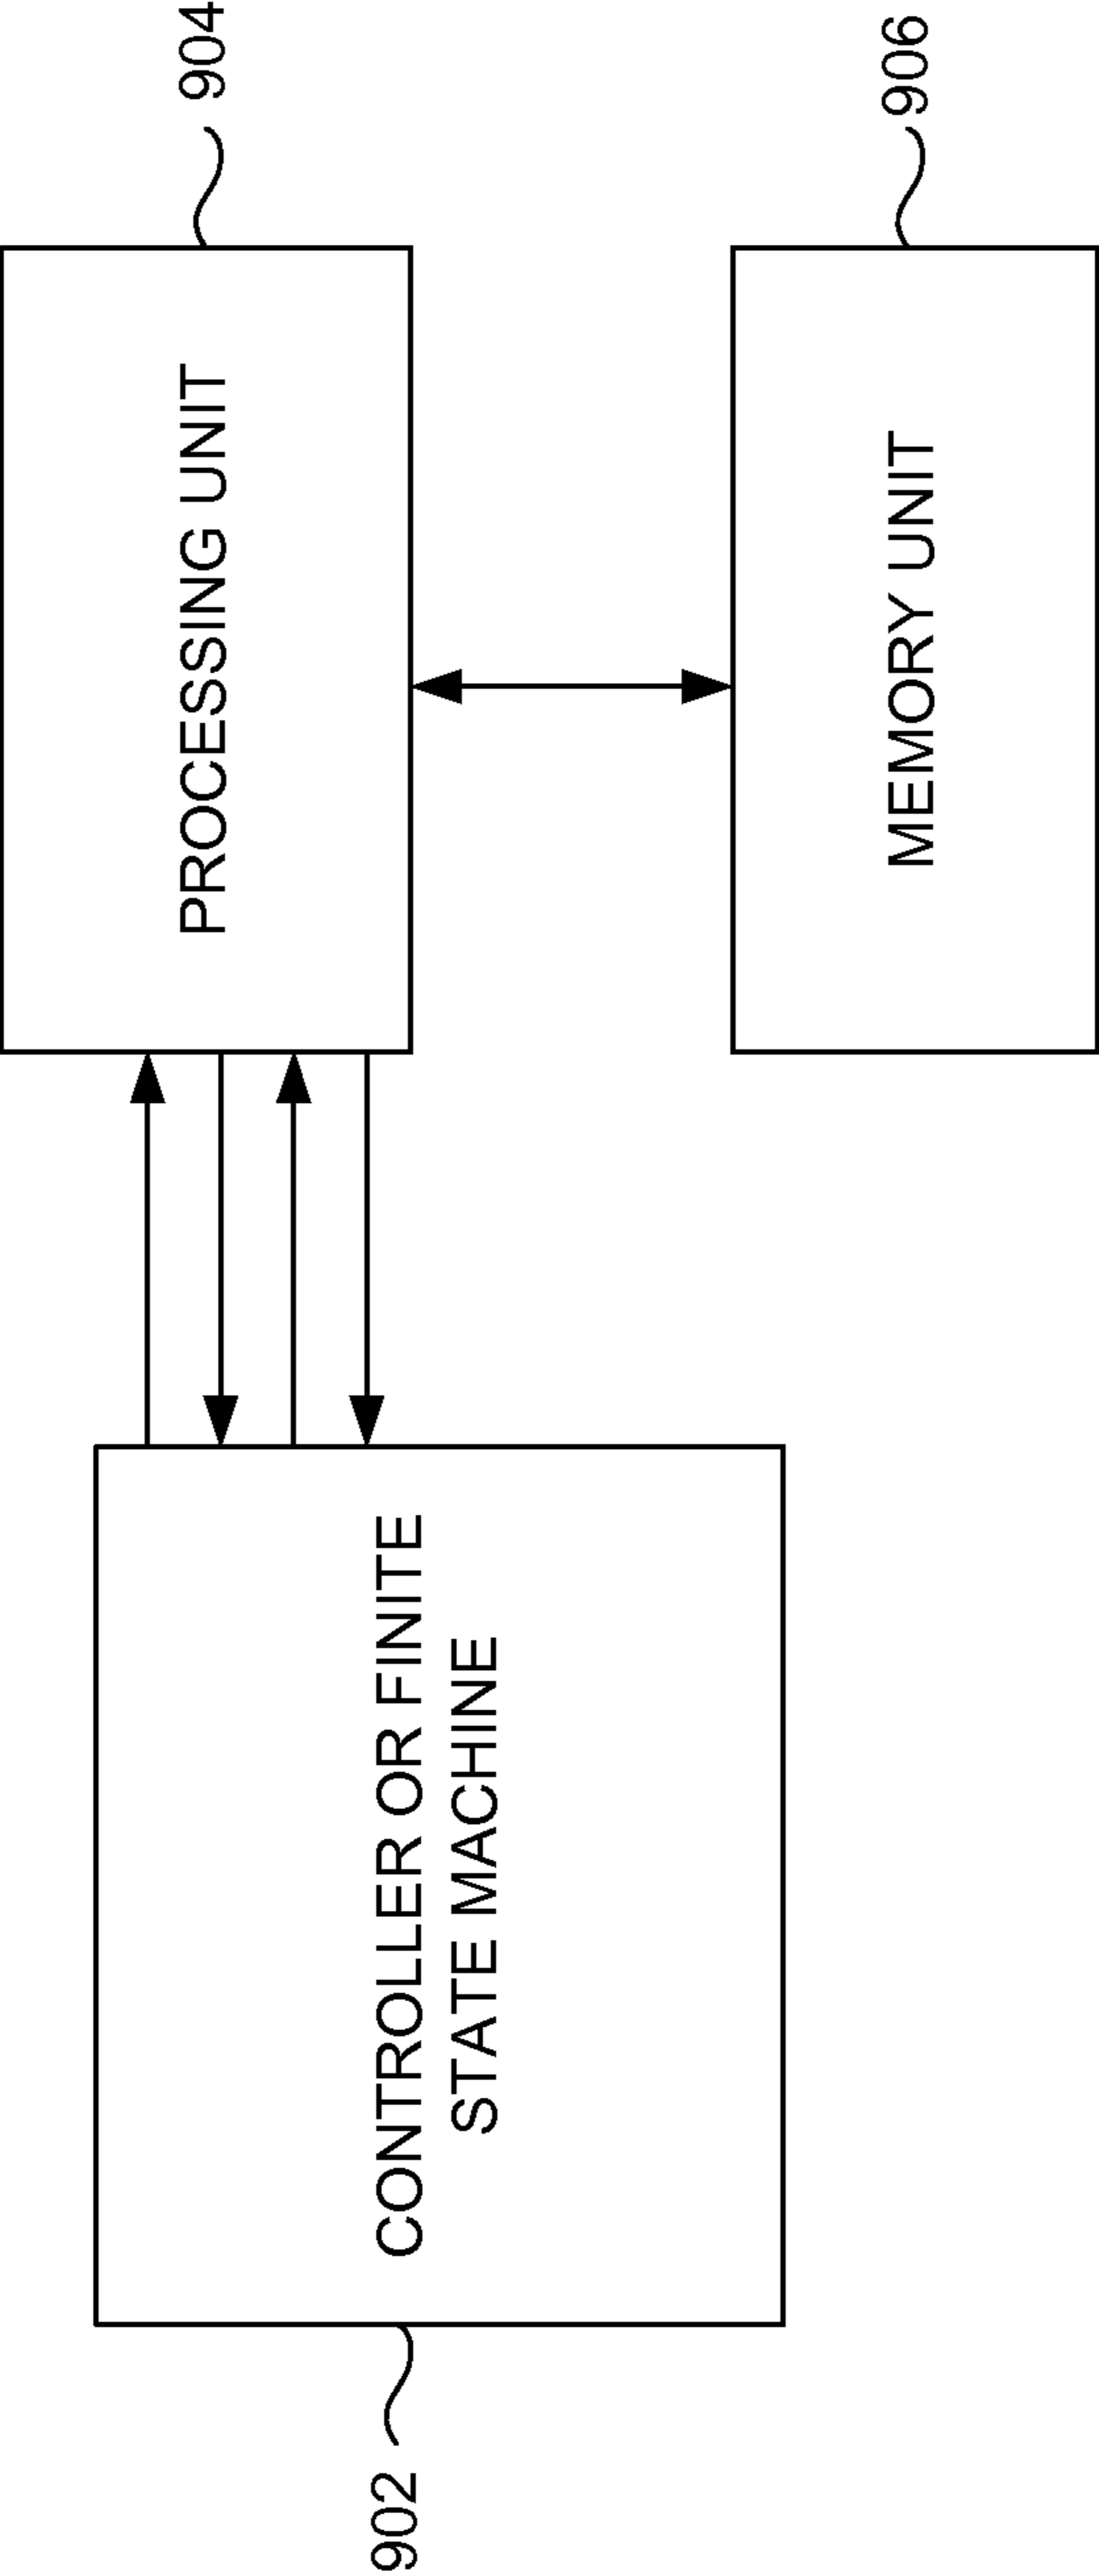 902
CONTROLLER OR FINITE
STATE MACHINE
PROCESSING UNIT
904
MEMORY UNIT
906